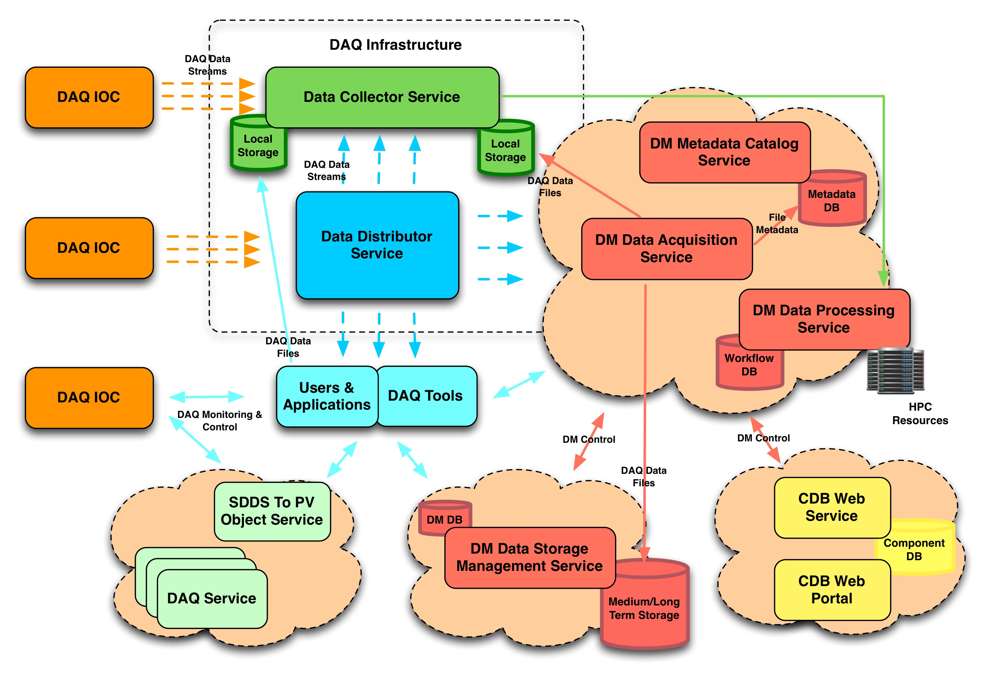 DAQ Infrastructure
DAQ Data
Streams
DAQ IOC
Data Collector Service
Local
Storage
Local
Storage
DAQ Data
Streams
DM Metadata Catalog
Service
DAQ Data
Files
Metadata
DB
File
Metadata
DAQ IOC
Data Distributor
Service
DM Data Acquisition
Service
DM Data Processing
Service
DAQ Data
Files
Workflow
DB
DAQ IOC
Users &
Applications
DAQ Tools
HPC
Resources
DAQ Monitoring &
Control
DM Control
DM Control
DAQ Data
Files
SDDS To PV
Object Service
DAQ Service
DM DB
DM Data Storage
Management Service
Medium/Long
Term Storage
CDB Web
Service
Component
DB
CDB Web
Portal